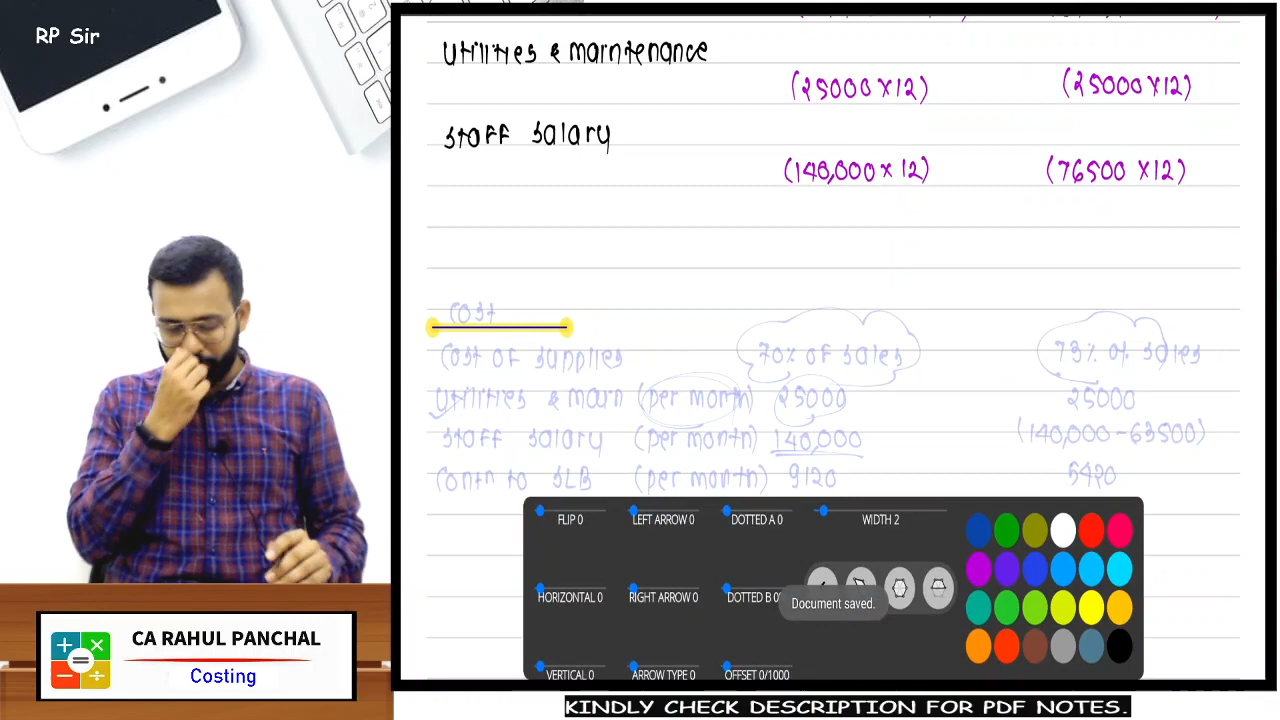 RP Sir
Utilities & maintenance
(25000×12) (25000×12)
Staff salary
(140,000×12) (76500 ×12)
Cost
Cost of supplies 70% of sales 73% of sales
Utilities & main (per month) 25000 25000
Staff salary (per month) 140,000 (140,000-63500)
Contn to SLB (per month) 9120 5420
FLIP 0 LEFT ARROW 0 DOTTED A 0 WIDTH 2
HORIZONTAL 0 RIGHT ARROW 0 DOTTED B
Document saved.
VERTICAL 0 ARROW TYPE 0 OFFSET 0/1000
CA RAHUL PANCHAL
Costing
KINDLY CHECK DESCRIPTION FOR PDF NOTES.